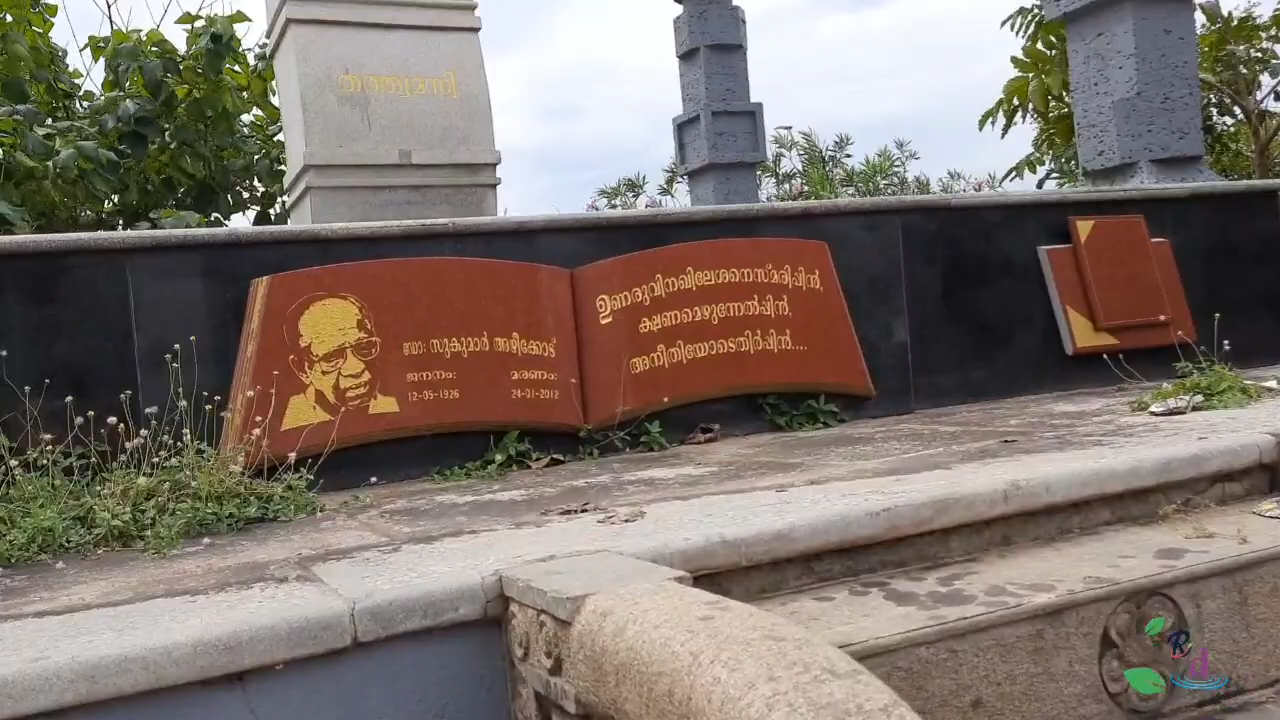 തത്ത്വമസി
ഡോ: സുകുമാർ അഴീക്കോട്
ജനനം: മരണം:
12-05-1926 24-01-2012
ഉണരുവിനഖിലേശനെസ്മരിപ്പിൻ,
ക്ഷണമെഴുന്നേൽപ്പിൻ,
അനീതിയോടെതിർപ്പിൻ....
R
d